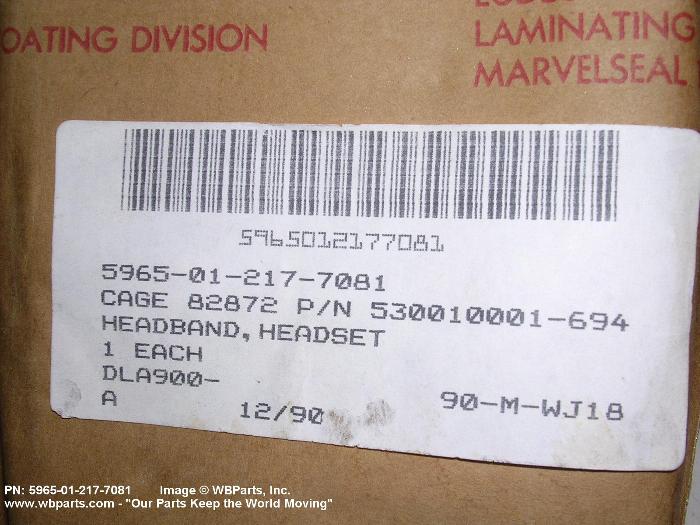 OATING DIVISION
LAMINATING
MARVELSEAL
5965012177081
5965-01-217-7081
CAGE 82872 P/N 530010001-694
HEADBAND, HEADSET
1 EACH
DLA900-
A 12/90 90-M-WJ18
PN: 5965-01-217-7081 Image © WBParts, Inc.
www.wbparts.com - "Our Parts Keep the World Moving"